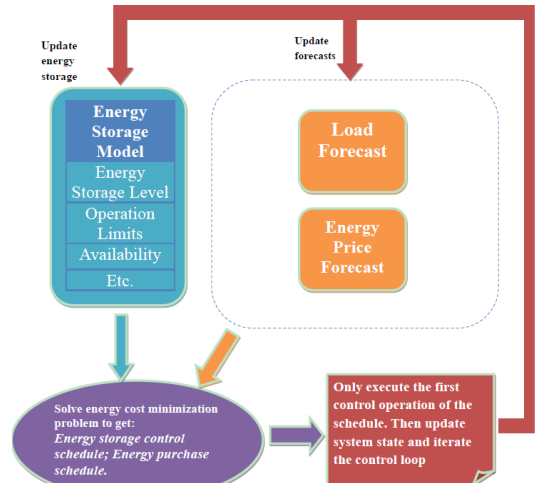 Update
energy
storage
Update
forecasts
Energy
Storage
Model
Energy
Storage Level
Operation
Limits
Availability
Etc.
Load
Forecast
Energy
Price
Forecast
Solve energy cost minimization
problem to get:
Energy storage control
schedule; Energy purchase
schedule.
Only execute the first
control operation of the
schedule. Then update
system state and iterate
the control loop